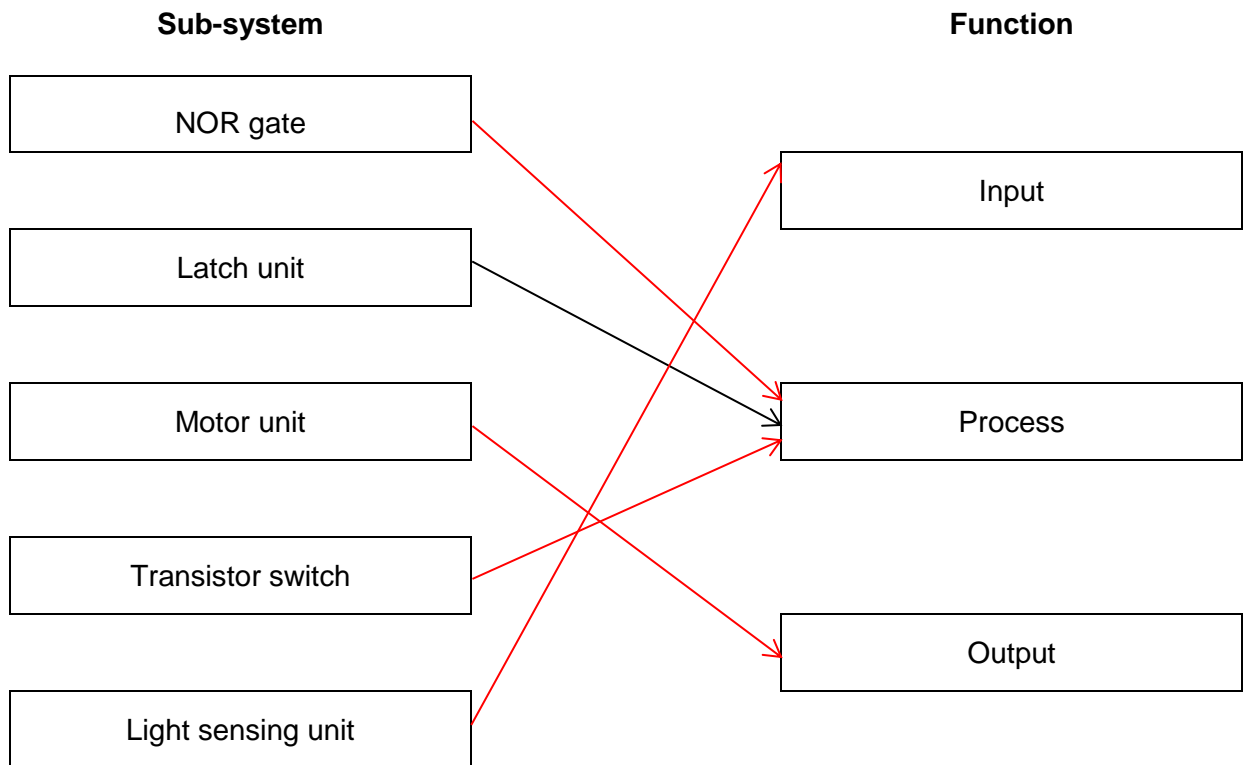 Sub-system
Function
NOR gate
Input
Latch unit
Motor unit
Process
Transistor switch
Output
Light sensing unit